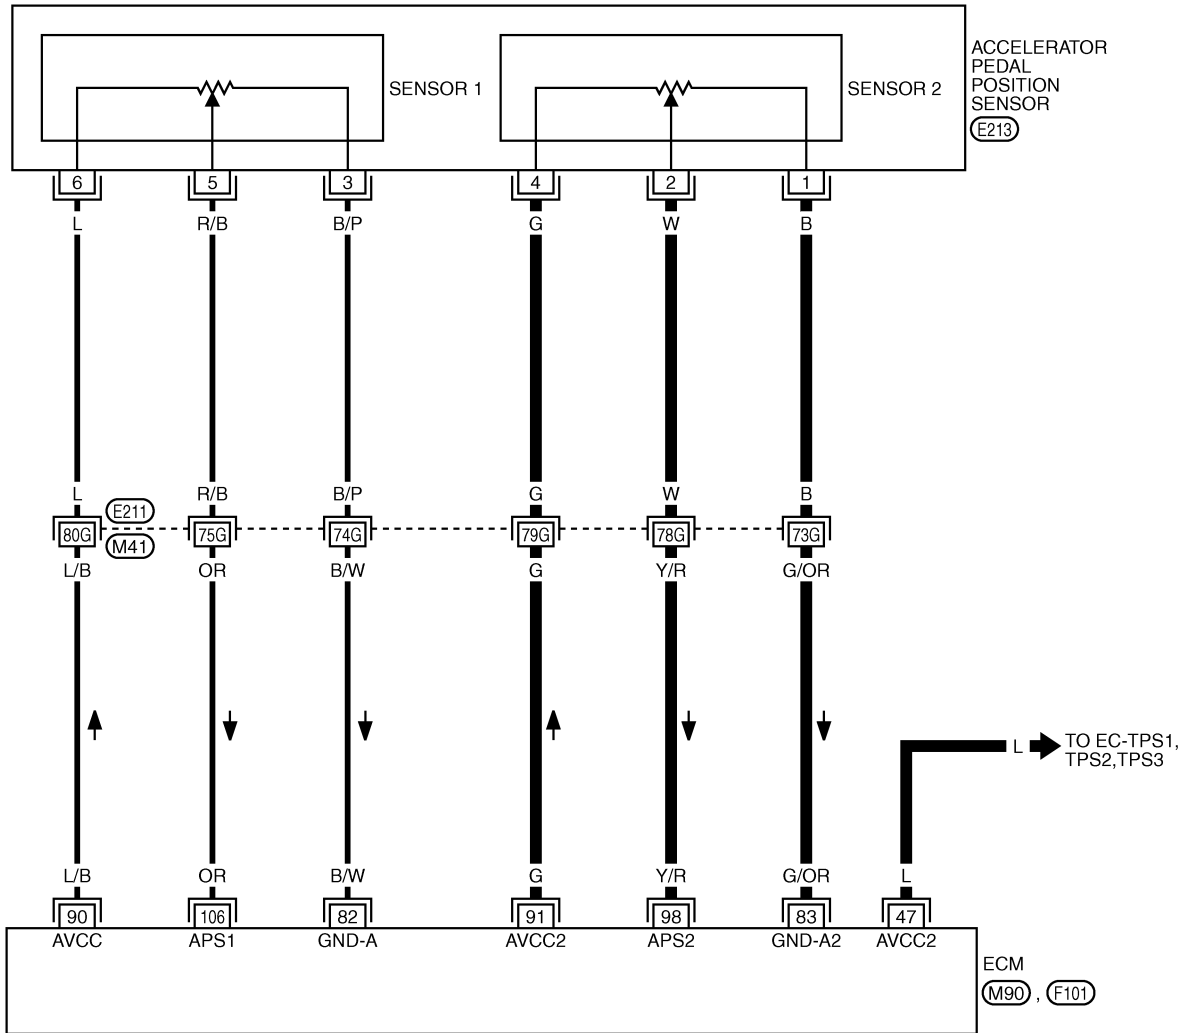 ACCELERATOR
PEDAL
POSITION
SENSOR
E213
SENSOR 1
SENSOR 2
6 5 3 4 2 1
L R/B B/P G W B
L R/B B/P G W B
E211
80G 75G 74G 79G 78G 73G
M41
L/B OR B/W G Y/R G/OR
L TO EC-TPS1,
TPS2,TPS3
L/B OR B/W G Y/R G/OR L
90 106 82 91 98 83 47
AVCC APS1 GND-A AVCC2 APS2 GND-A2 AVCC2
ECM
M90 , F101